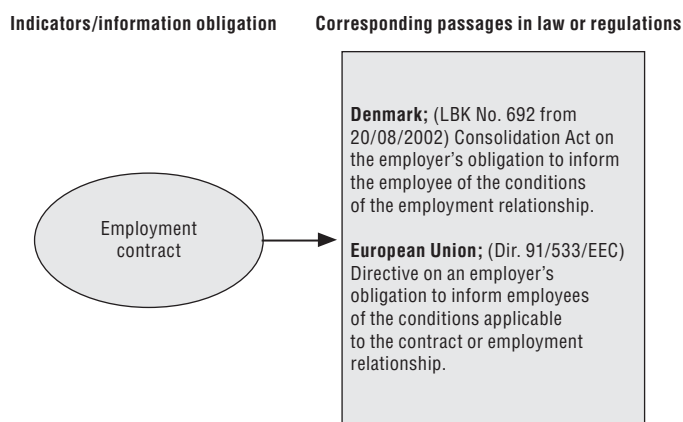 Indicators/information obligation
Corresponding passages in law or regulations
Employment
contract
Denmark; (LBK No. 692 from
20/08/2002) Consolidation Act on
the employer's obligation to inform
the employee of the conditions
of the employment relationship.
European Union; (Dir. 91/533/EEC)
Directive on an employer's
obligation to inform employees
of the conditions applicable
to the contract or employment
relationship.